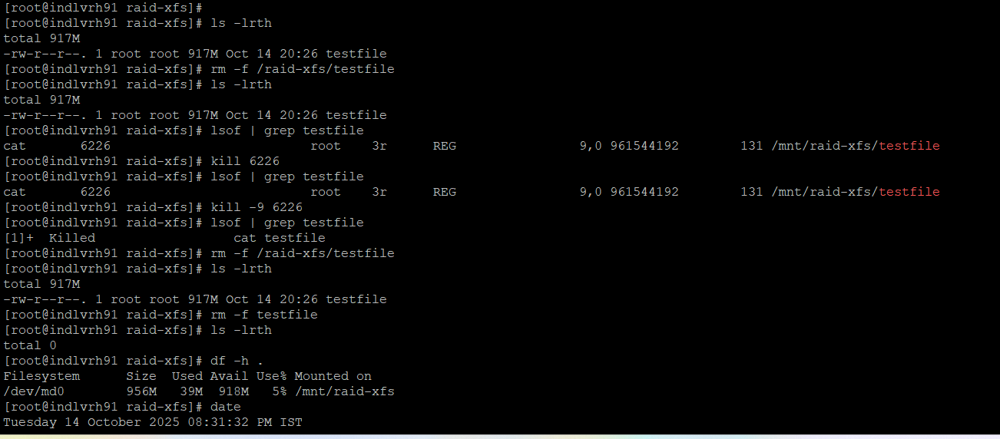 [root@indlvrh91 raid-xfs]#
[root@indlvrh91 raid-xfs]# ls -lrth
total 917M
-rw-r--r--. 1 root root 917M Oct 14 20:26 testfile
[root@indlvrh91 raid-xfs]# rm -f /raid-xfs/testfile
[root@indlvrh91 raid-xfs]# ls -lrth
total 917M
-rw-r--r--. 1 root root 917M Oct 14 20:26 testfile
[root@indlvrh91 raid-xfs]# lsof | grep testfile
cat       6226                          root    3r      REG                9,0 961544192        131 /mnt/raid-xfs/testfile
[root@indlvrh91 raid-xfs]# kill 6226
[root@indlvrh91 raid-xfs]# lsof | grep testfile
cat       6226                          root    3r      REG                9,0 961544192        131 /mnt/raid-xfs/testfile
[root@indlvrh91 raid-xfs]# kill -9 6226
[root@indlvrh91 raid-xfs]# lsof | grep testfile
[1]+  Killed                  cat testfile
[root@indlvrh91 raid-xfs]# rm -f /raid-xfs/testfile
[root@indlvrh91 raid-xfs]# ls -lrth
total 917M
-rw-r--r--. 1 root root 917M Oct 14 20:26 testfile
[root@indlvrh91 raid-xfs]# rm -f testfile
[root@indlvrh91 raid-xfs]# ls -lrth
total 0
[root@indlvrh91 raid-xfs]# df -h .
Filesystem      Size  Used Avail Use% Mounted on
/dev/md0        956M   39M  918M   5% /mnt/raid-xfs
[root@indlvrh91 raid-xfs]# date
Tuesday 14 October 2025 08:31:32 PM IST